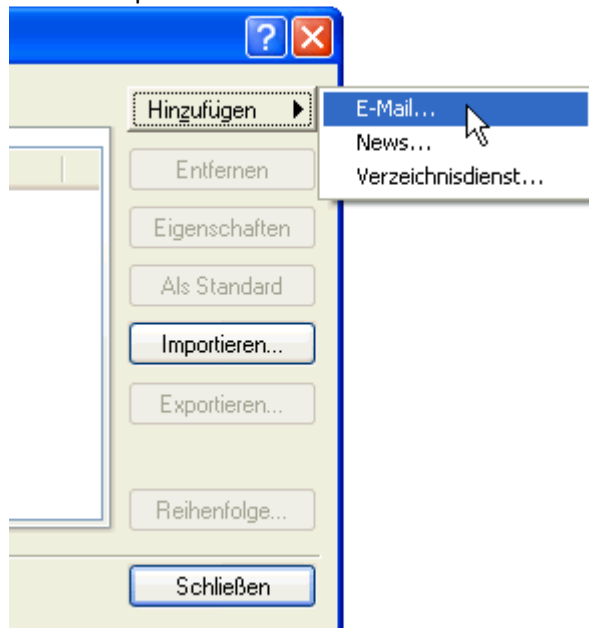 Hinzufügen
E-Mail...
News...
Verzeichnisdienst...
Entfernen
Eigenschaften
Als Standard
Importieren...
Exportieren...
Reihenfolge...
Schließen